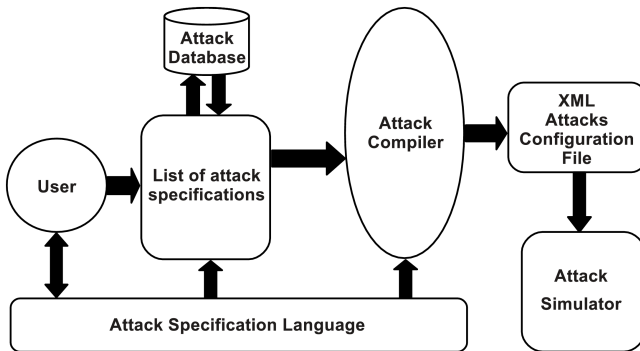 Attack
Database
User
List of attack
specifications
Attack
Compiler
XML
Attacks
Configuration
File
Attack
Simulator
Attack Specification Language